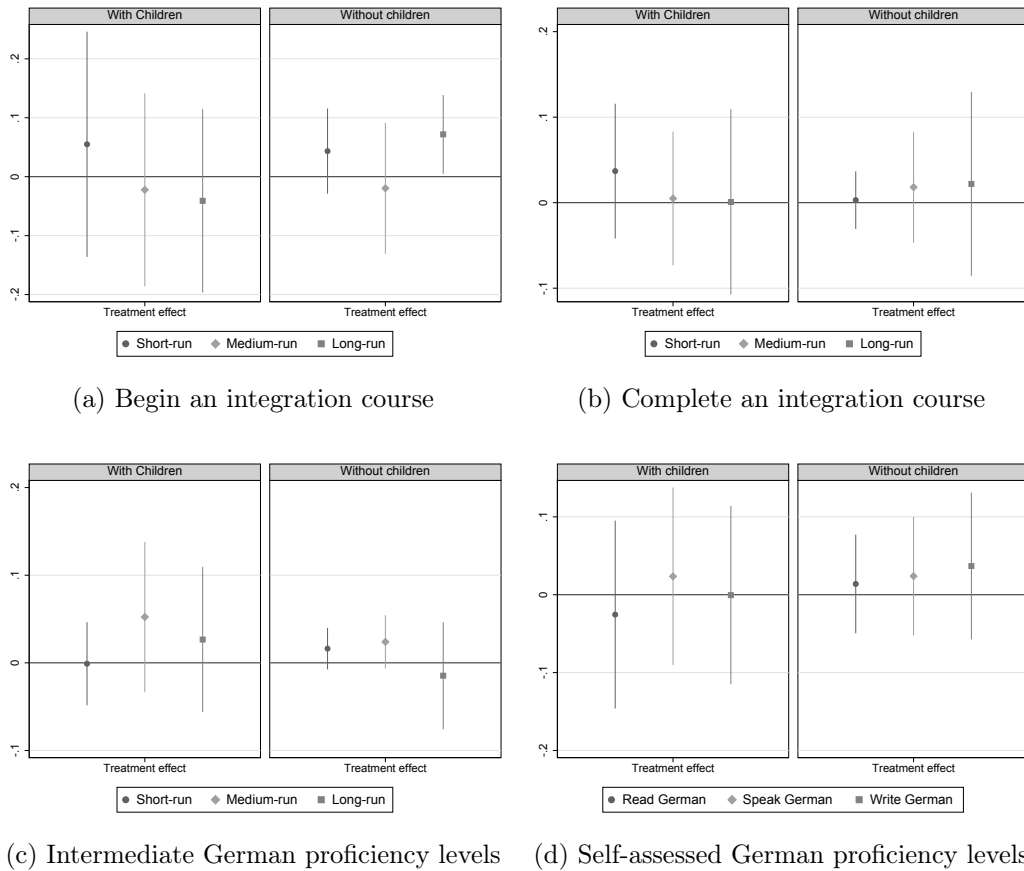 With Children Without children
.2
.1
0
-.1
-.2
Treatment effect Treatment effect
Short-run Medium-run Long-run
(a) Begin an integration course
With Children Without children
.2
.1
0
-.1
Treatment effect Treatment effect
Short-run Medium-run Long-run
(b) Complete an integration course
With Children Without children
.2
.1
0
-.1
Treatment effect Treatment effect
Short-run Medium-run Long-run
(c) Intermediate German proficiency levels
With children Without children
.1
0
-.1
-.2
Treatment effect Treatment effect
Read German Speak German Write German
(d) Self-assessed German proficiency levels